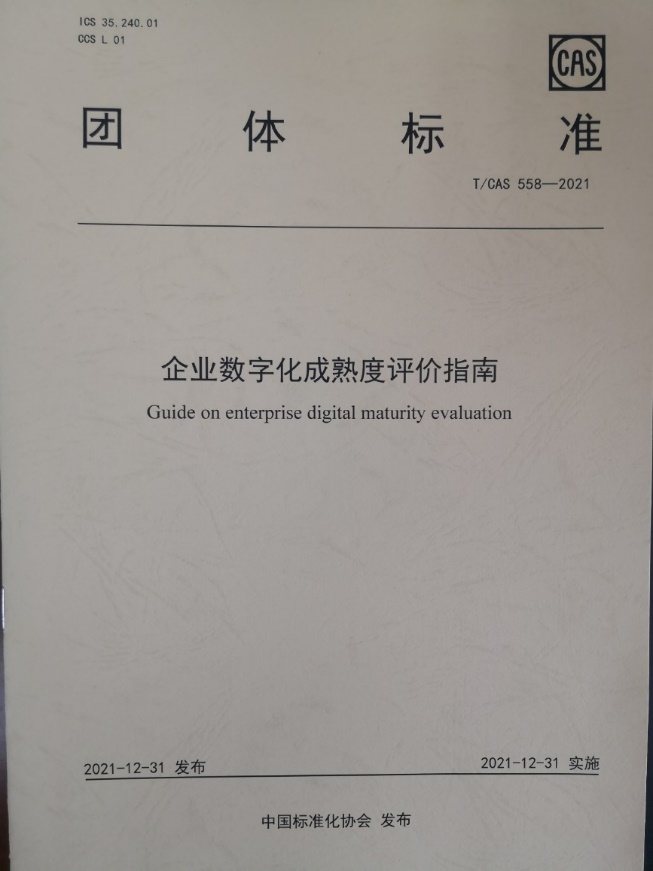 ICS 35.240.01
CCS L 01
CAS
团 体 标 准
T/CAS 558—2021
企业数字化成熟度评价指南
Guide on enterprise digital maturity evaluation
2021-12-31 发布
2021-12-31 实施
中国标准化协会 发布